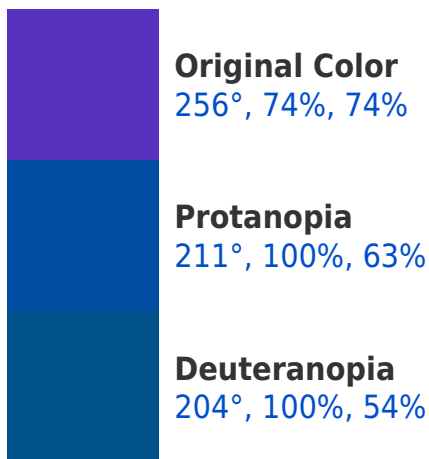 Original Color
256°, 74%, 74%
Protanopia
211°, 100%, 63%
Deuteranopia
204°, 100%, 54%